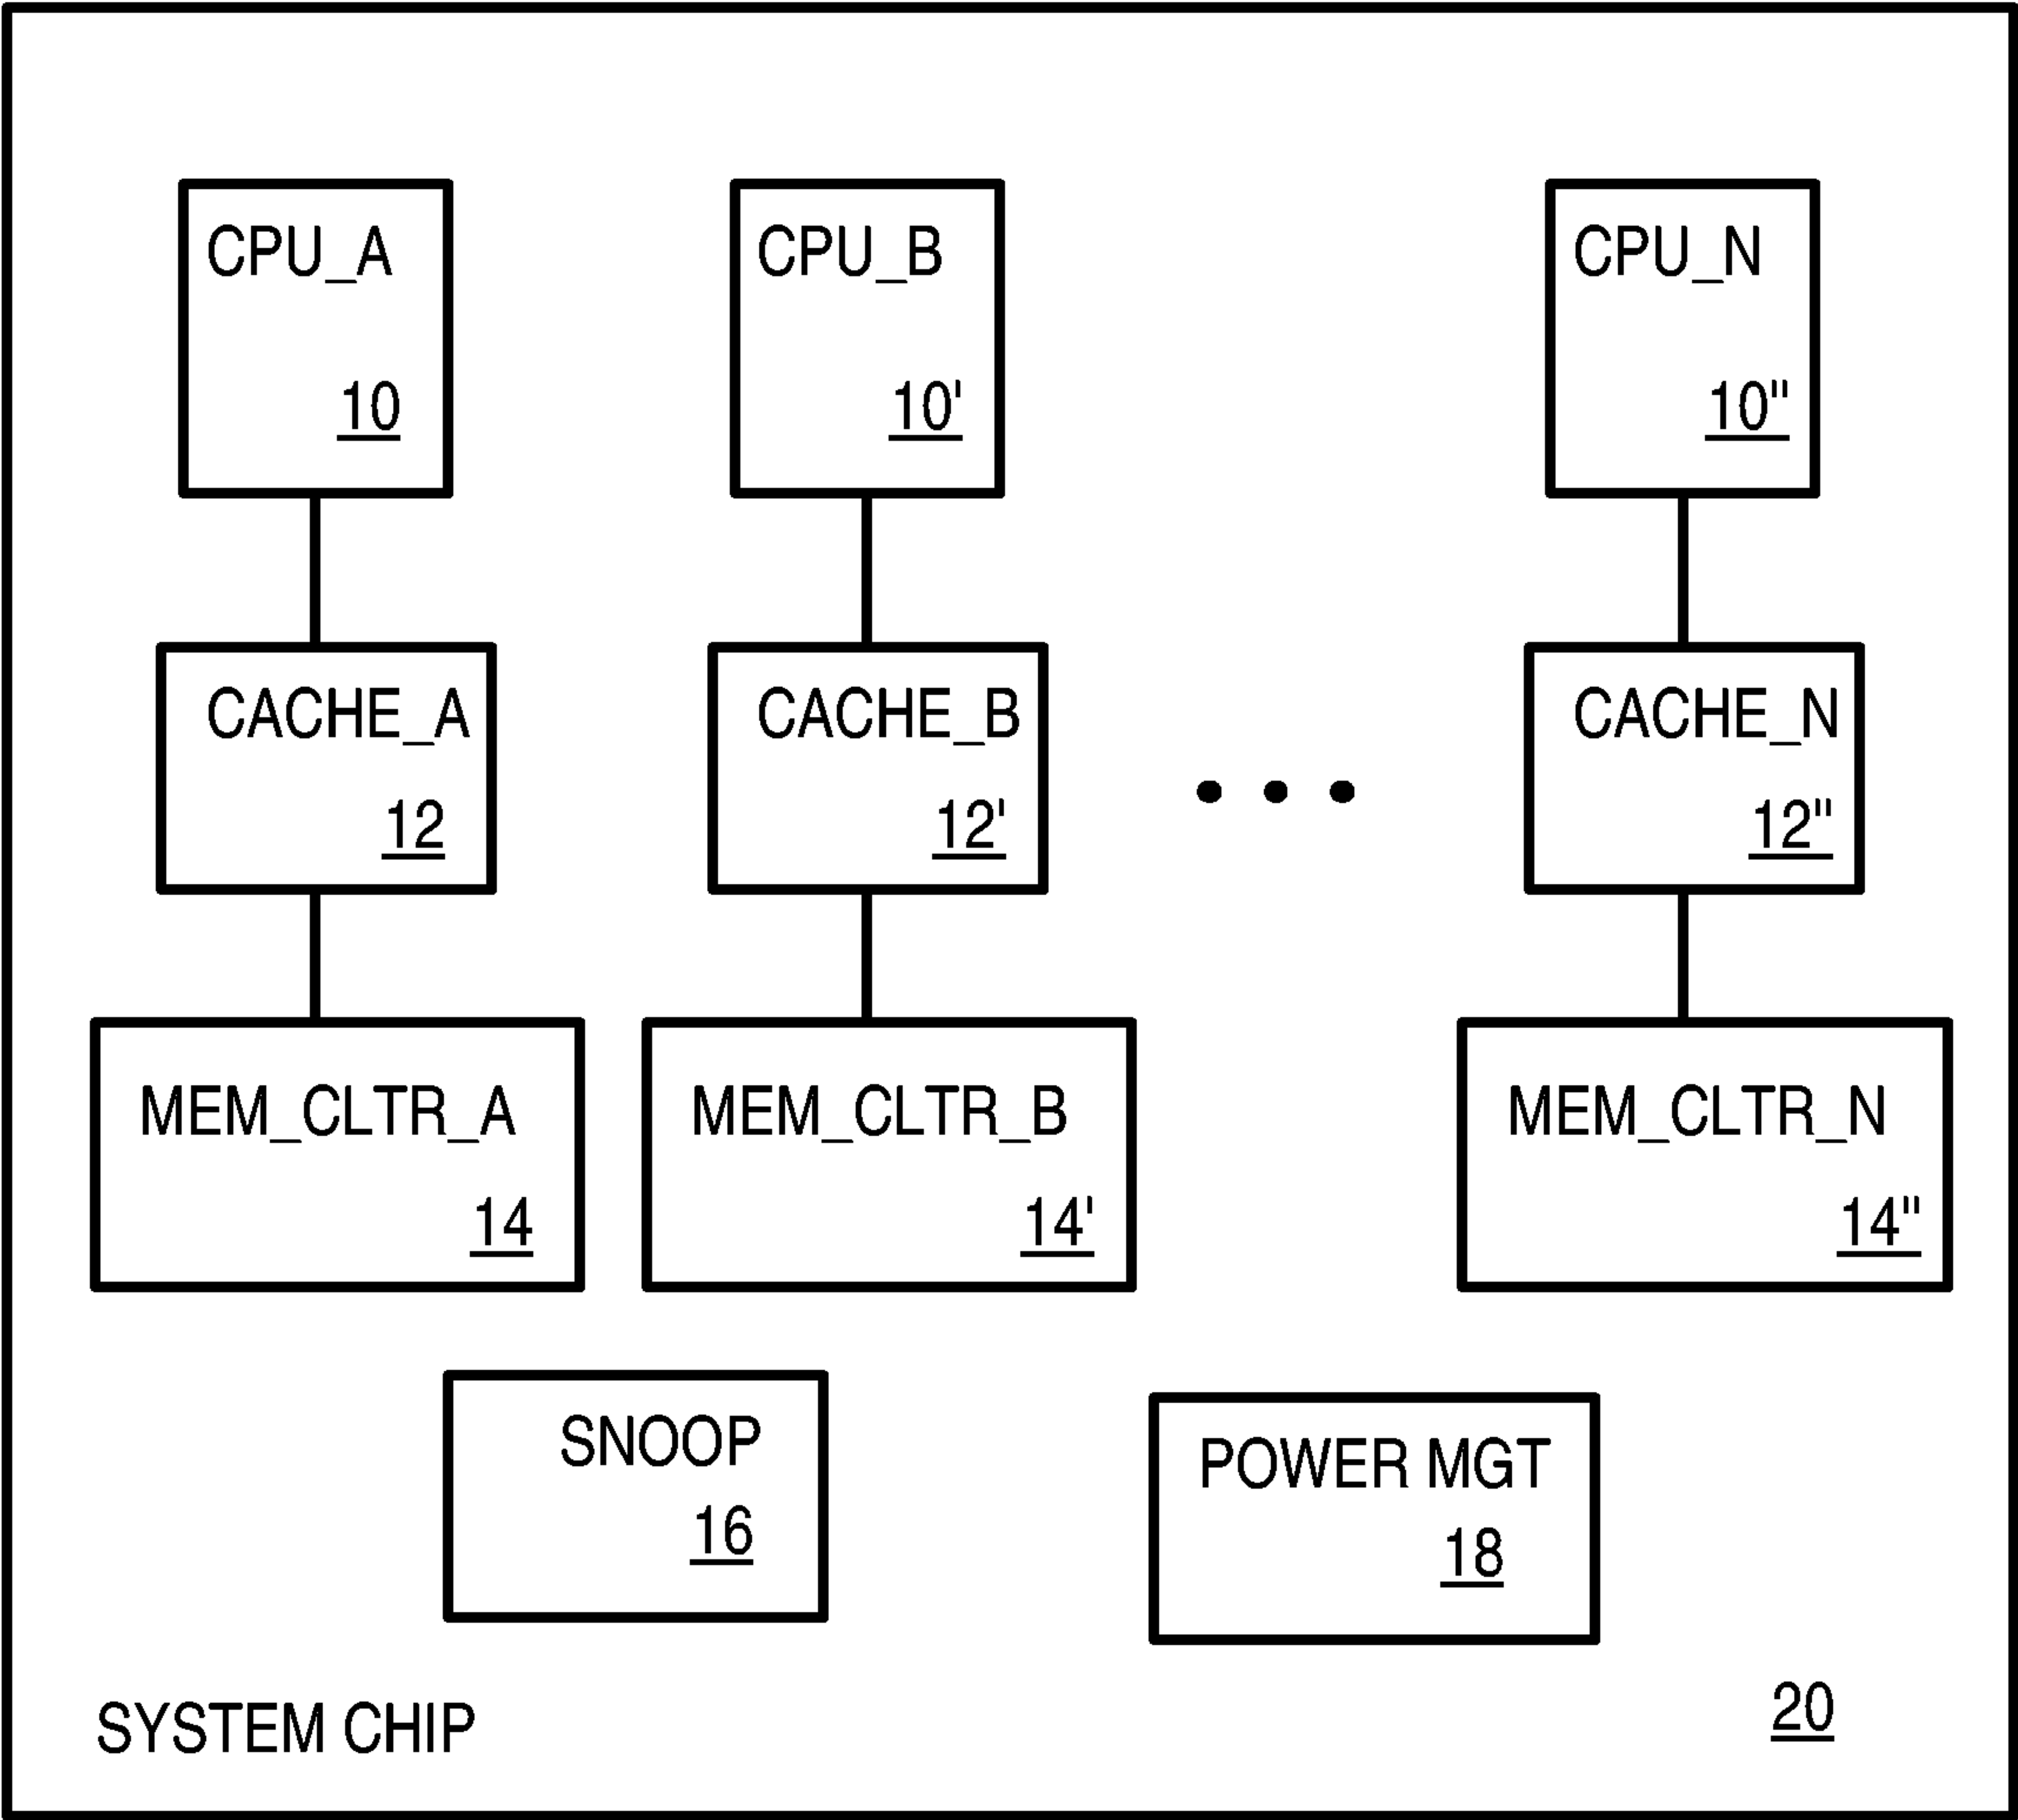 CPU_A
10
CPU_B
10'
CPU_N
10"
CACHE_A
12
CACHE_B
12'
CACHE_N
12"
MEM_CLTR_A
14
MEM_CLTR_B
14'
MEM_CLTR_N
14"
SNOOP
16
POWER MGT
18
SYSTEM CHIP
20